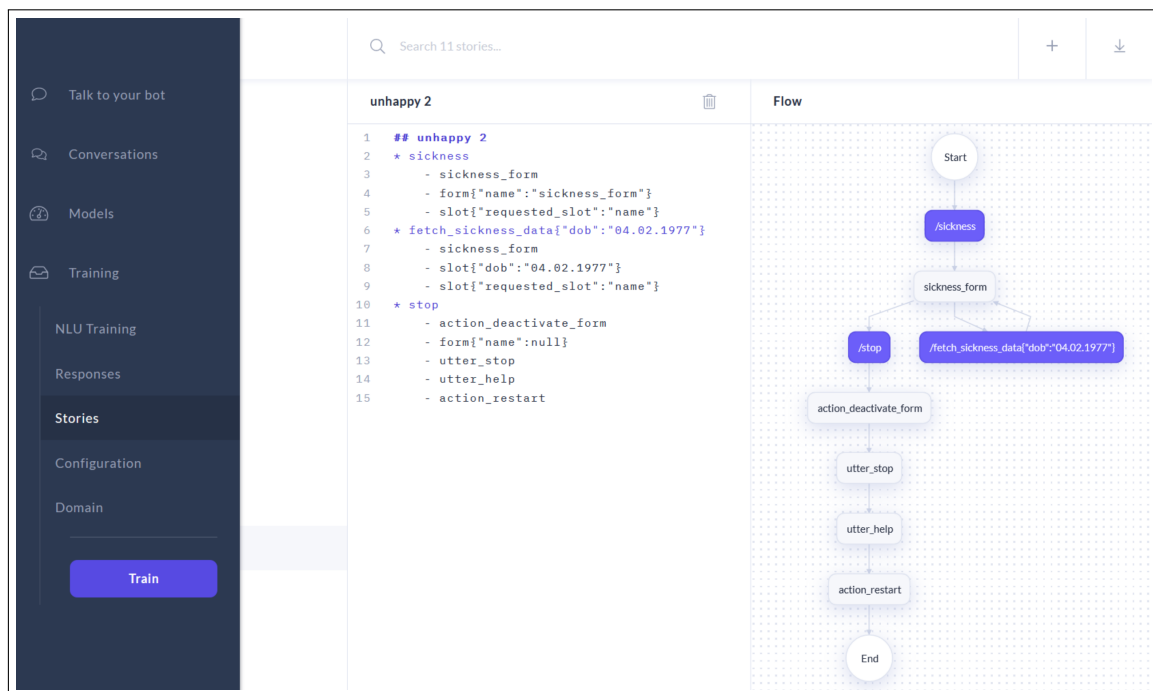 Talk to your bot
Conversations
Models
Training
NLU Training
Responses
Stories
Configuration
Domain
Train
Search 11 stories...
unhappy 2
1 ## unhappy 2
2 * sickness
3     - sickness_form
4     - form{"name":"sickness_form"}
5     - slot{"requested_slot":"name"}
6 * fetch_sickness_data{"dob":"04.02.1977"}
7     - sickness_form
8     - slot{"dob":"04.02.1977"}
9     - slot{"requested_slot":"name"}
10 * stop
11     - action_deactivate_form
12     - form{"name":null}
13     - utter_stop
14     - utter_help
15     - action_restart
Flow
Start
/sickness
sickness_form
/stop
/fetch_sickness_data{"dob":"04.02.1977"}
action_deactivate_form
utter_stop
utter_help
action_restart
End